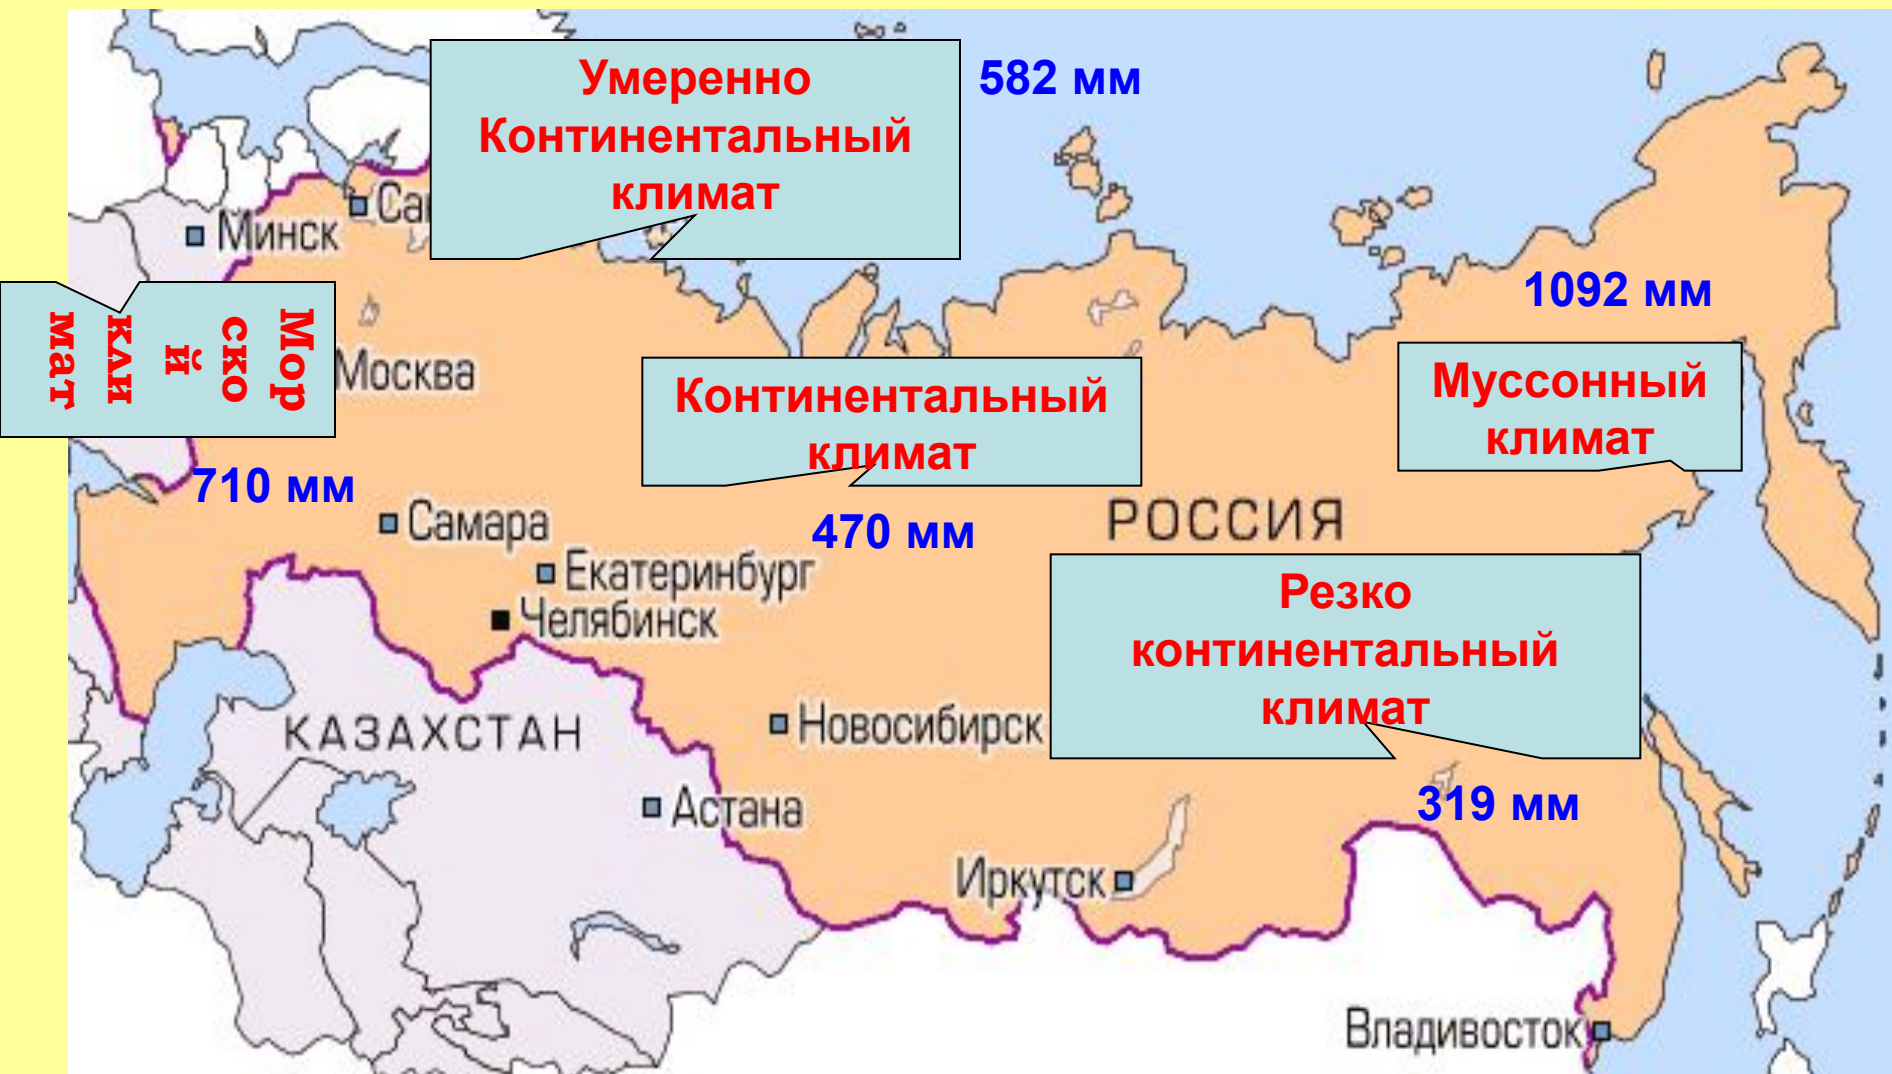 Умеренно
Континентальный
климат
582 мм
Минск
Сан
1092 мм
Мор
ско
й
кли
мат
Москва
Континентальный
климат
Муссонный
климат
710 мм
Самара
470 мм
РОССИЯ
Екатеринбург
Челябинск
Резко
континентальный
климат
КАЗАХСТАН
Новосибирск
Астана
319 мм
Иркутск
Владивосток